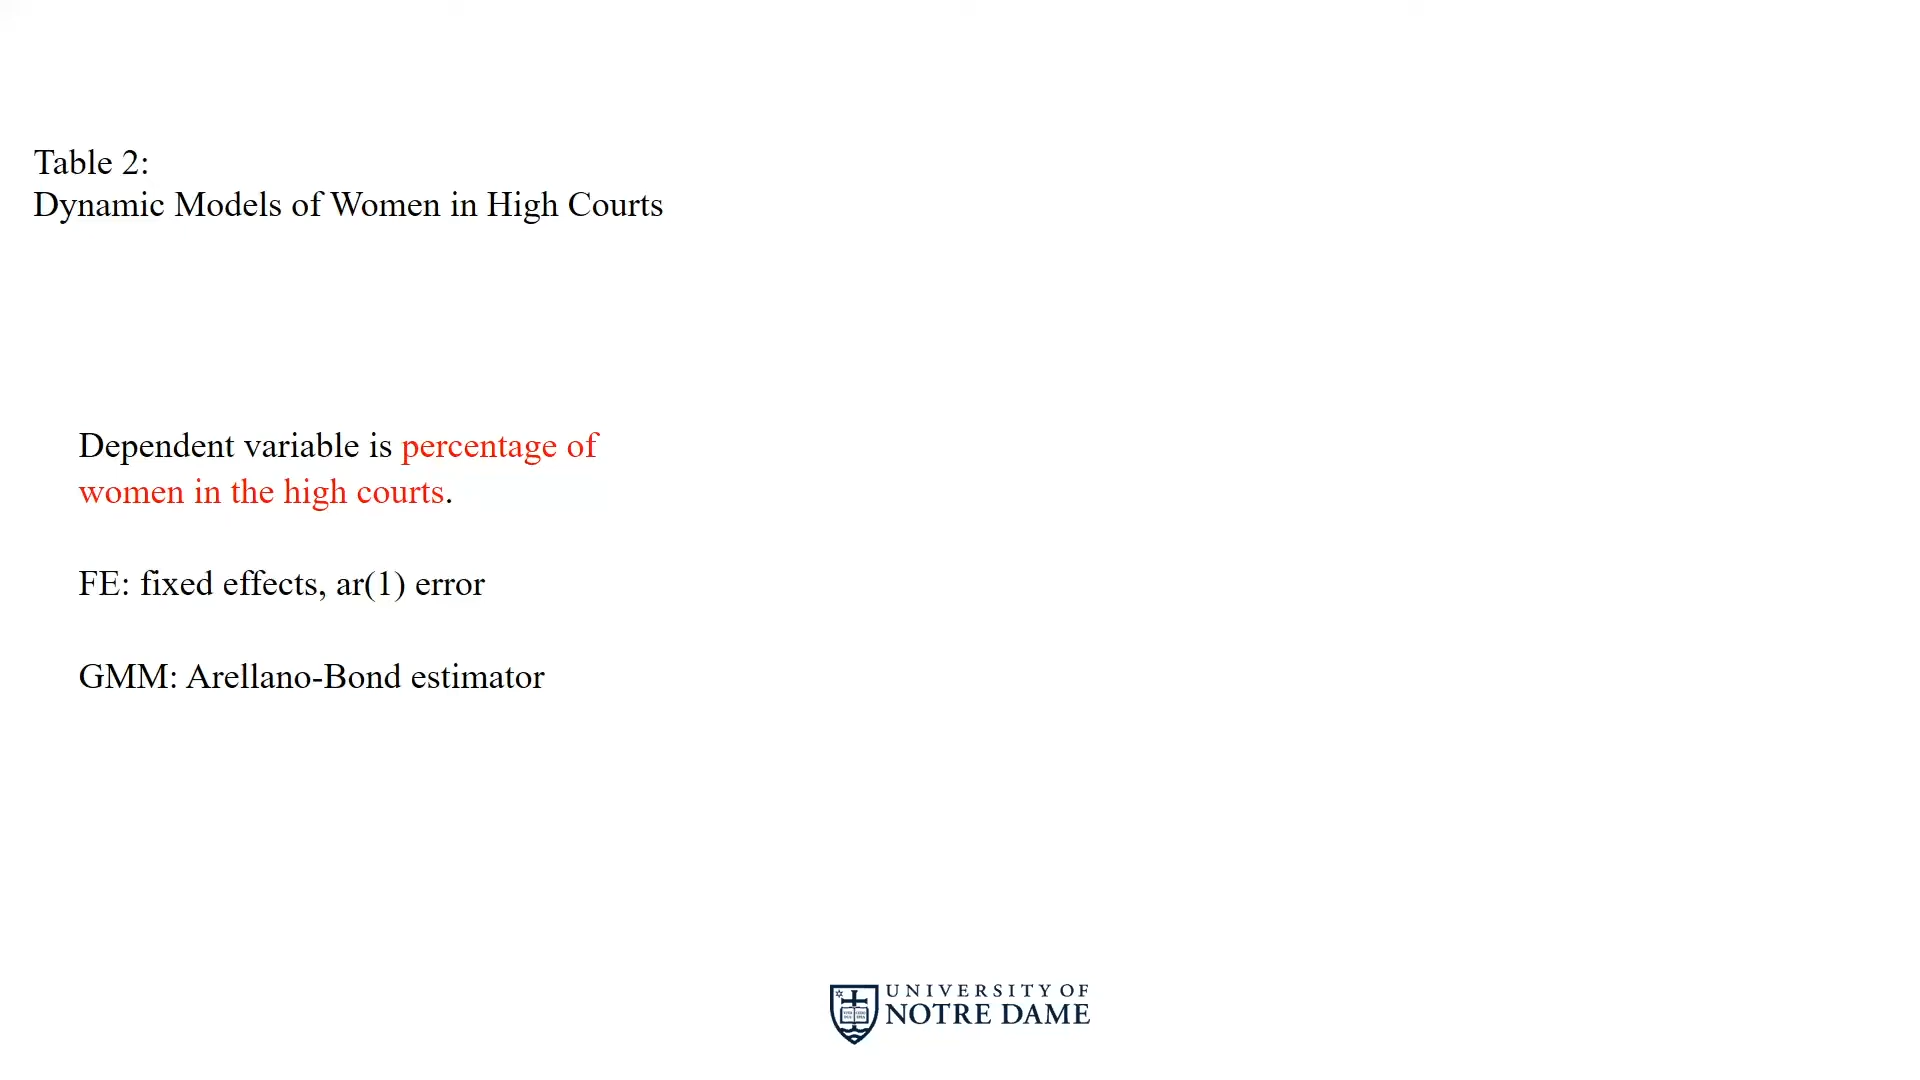 Table 2:
Dynamic Models of Women in High Courts
Dependent variable is percentage of
women in the high courts.
FE: fixed effects, ar(1) error
GMM: Arellano-Bond estimator
UNIVERSITY OF
NOTRE DAME